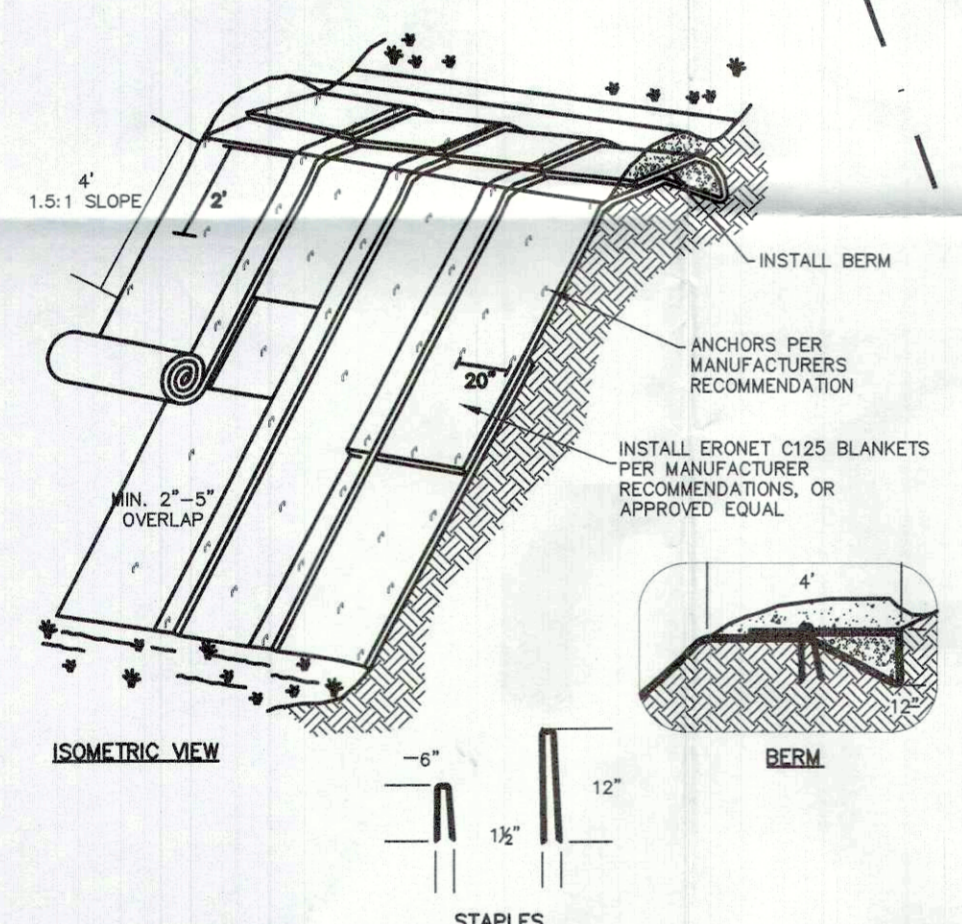 4'
1.5:1 SLOPE
2'
INSTALL BERM
ANCHORS PER
MANUFACTURERS
RECOMMENDATION
20"
INSTALL ERONET C125 BLANKETS
PER MANUFACTURER
RECOMMENDATIONS, OR
APPROVED EQUAL
MIN. 2"-5"
OVERLAP
4'
12"
ISOMETRIC VIEW
BERM
-6"
12"
1½"
STAPLES